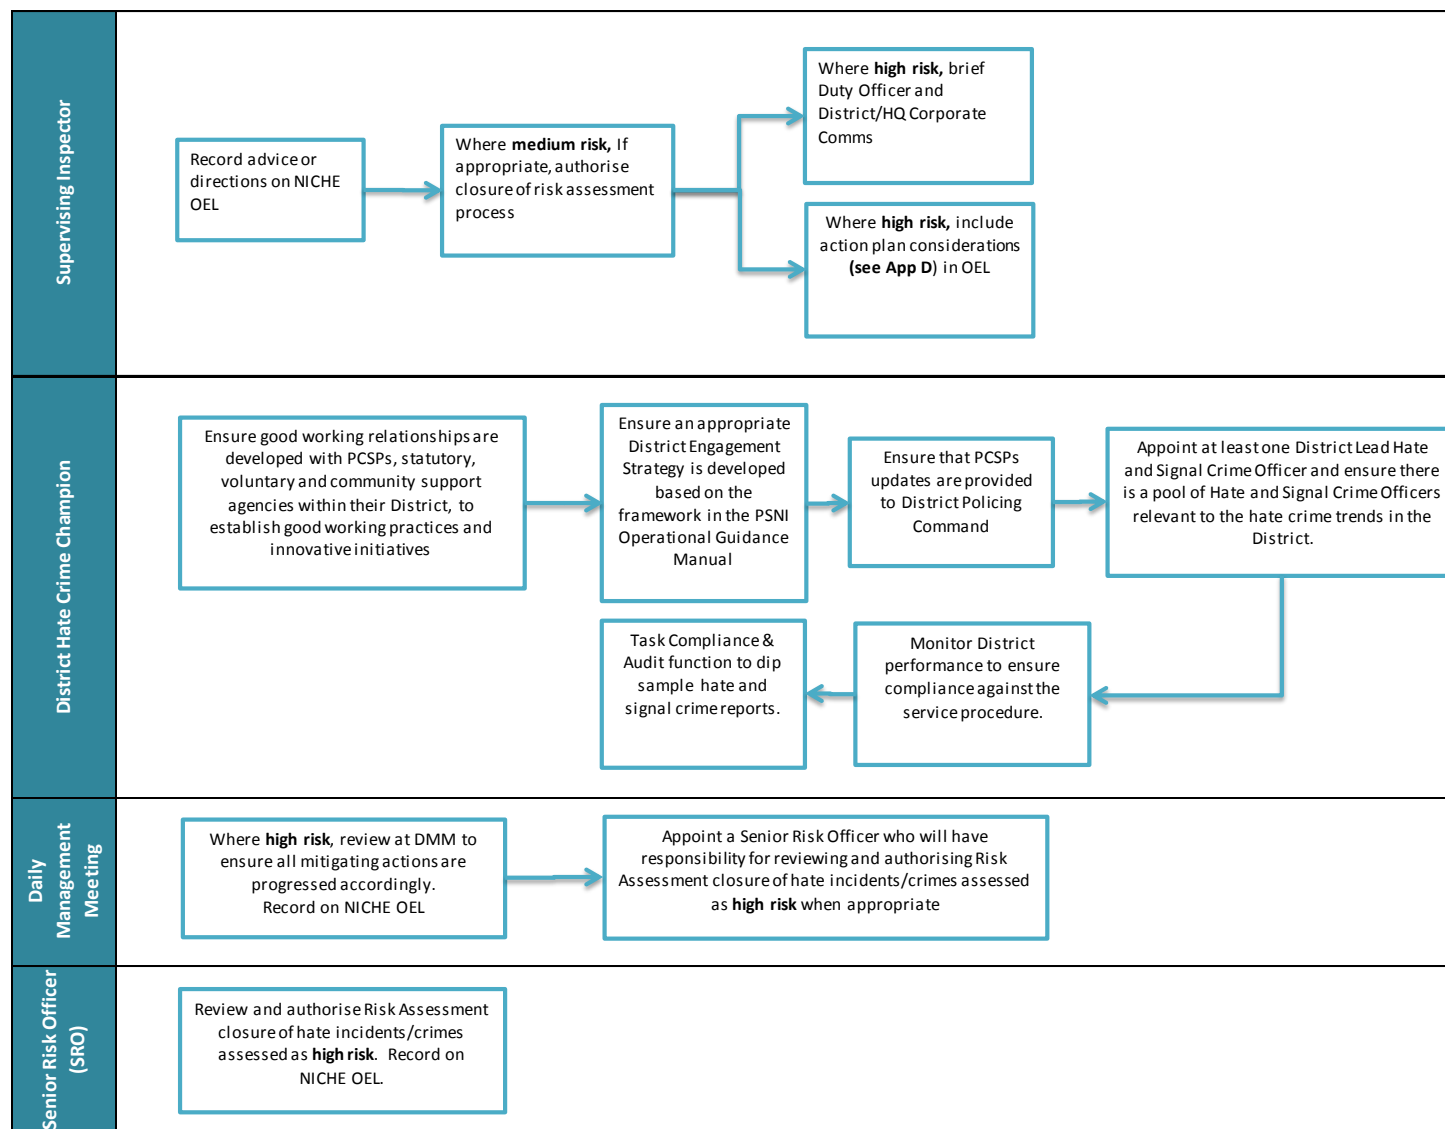 Supervising Inspector
Record advice or
directions on NICHE
OEL
Where medium risk, If
appropriate, authorise
closure of risk assessment
process
Where high risk, brief
Duty Officer and
District/HQ Corporate
Comms
Where high risk, include
action plan considerations
(see App D) in OEL
District Hate Crime Champion
Ensure good working relationships are
developed with PCSPs, statutory,
voluntary and community support
agencies within their District, to
establish good working practices and
innovative initiatives
Ensure an appropriate
District Engagement
Strategy is developed
based on the
framework in the PSNI
Operational Guidance
Manual
Ensure that PCSPs
updates are provided
to District Policing
Command
Appoint at least one District Lead Hate
and Signal Crime Officer and ensure there
is a pool of Hate and Signal Crime Officers
relevant to the hate crime trends in the
District.
Monitor District
performance to ensure
compliance against the
service procedure.
Task Compliance &
Audit function to dip
sample hate and
signal crime reports.
Daily
Management
Meeting
Where high risk, review at DMM to
ensure all mitigating actions are
progressed accordingly.
Record on NICHE OEL
Appoint a Senior Risk Officer who will have
responsibility for reviewing and authorising Risk
Assessment closure of hate incidents/crimes assessed
as high risk when appropriate
Senior Risk Officer
(SRO)
Review and authorise Risk Assessment
closure of hate incidents/crimes
assessed as high risk. Record on
NICHE OEL.